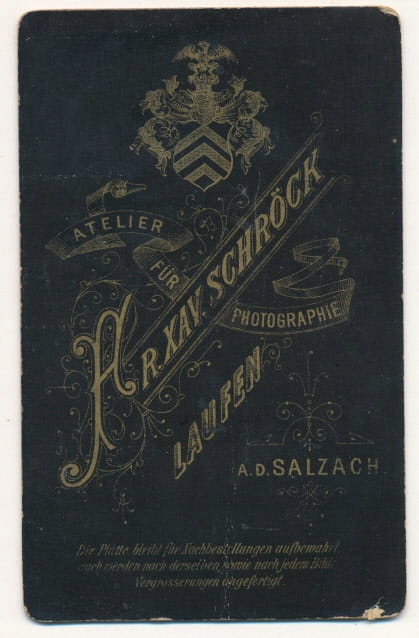 ATELIER
FÜR
PHOTOGRAPHIE
FR. XAV. SCHRÖCK
LAUFEN
A.D. SALZACH.
Die Platte bleibt für Nachbestellungen aufbewahrt
auch werden nach derselben sowie nach jedem Bilde
Vergrösserungen angefertigt.